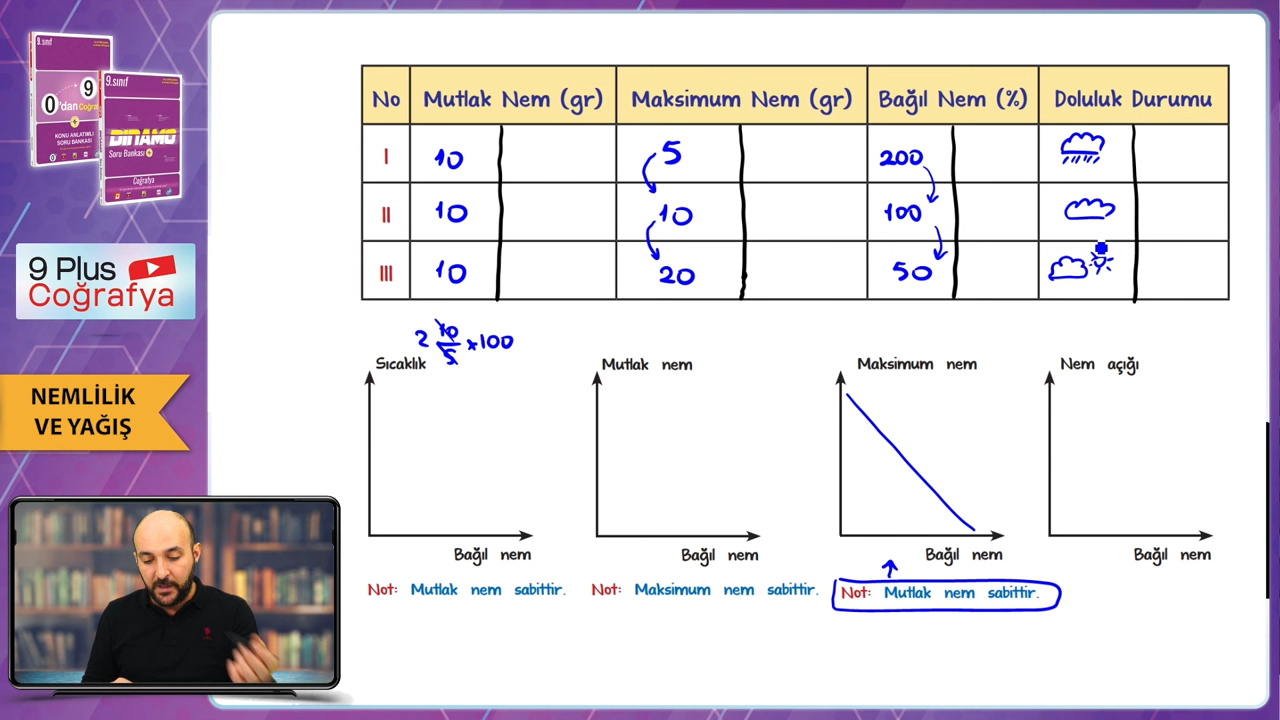 9.sınıf
0'dan 9 Coğrafya
KONU ANLATIMLI
SORU BANKASI
9.sınıf
DİNAMO
Soru Bankası
Coğrafya
9 Plus
Coğrafya
NEMLİLİK
VE YAĞIŞ
No Mutlak Nem (gr) Maksimum Nem (gr) Bağıl Nem (%) Doluluk Durumu
I 10 5 200
II 10 10 100
III 10 20 50
2 10/5 x100
Sıcaklık Mutlak nem Maksimum nem Nem açığı
Bağıl nem Bağıl nem Bağıl nem Bağıl nem
Not: Mutlak nem sabittir. Not: Maksimum nem sabittir. Not: Mutlak nem sabittir.